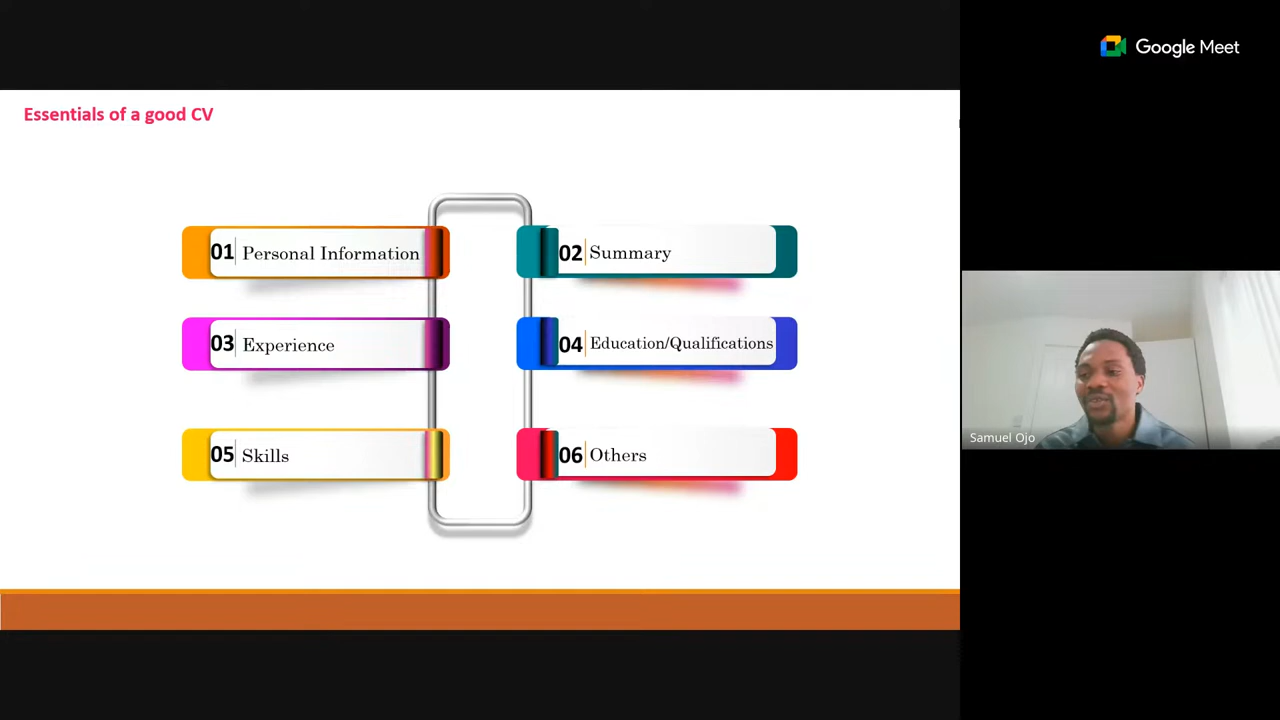 Google Meet
Essentials of a good CV
01 Personal Information
02 Summary
03 Experience
04 Education/Qualifications
05 Skills
06 Others
Samuel Ojo